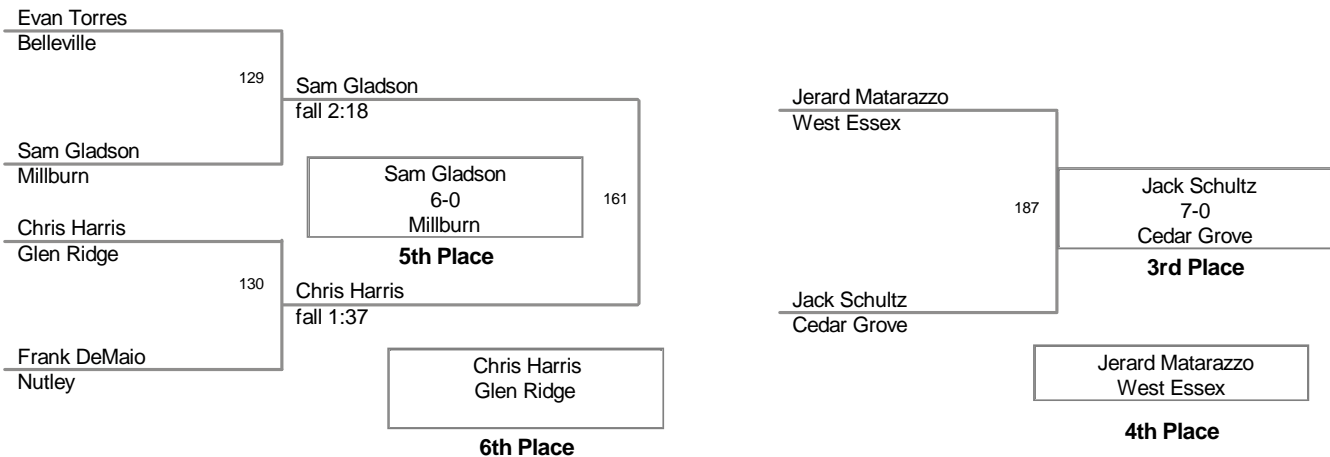 Evan Torres
Belleville
129
Sam Gladson
fall 2:18
Sam Gladson
Millburn
Sam Gladson
6-0
Millburn
5th Place
161
Chris Harris
Glen Ridge
130
Chris Harris
fall 1:37
Frank DeMaio
Nutley
Chris Harris
Glen Ridge
6th Place
Jerard Matarazzo
West Essex
187
Jack Schultz
7-0
Cedar Grove
3rd Place
Jack Schultz
Cedar Grove
Jerard Matarazzo
West Essex
4th Place